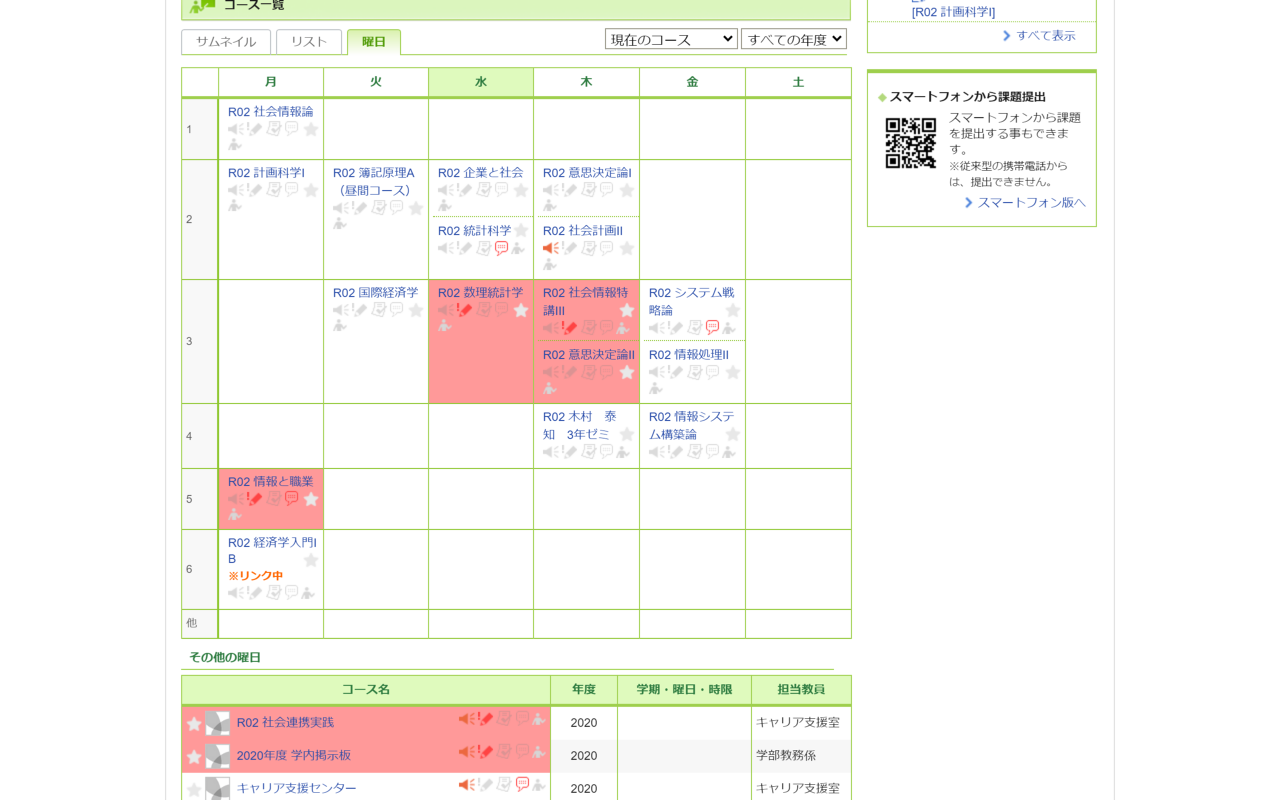 コース一覧
[R02 計画科学I]
すべて表示
サムネイル リスト 曜日
現在のコース すべての年度
月 火 水 木 金 土
1
R02 社会情報論
2
R02 計画科学I
R02 簿記原理A
(昼間コース)
R02 企業と社会
R02 統計科学
R02 意思決定論I
R02 社会計画II
3
R02 国際経済学
R02 数理統計学
R02 社会情報特
講III
R02 意思決定論II
R02 システム戦
略論
R02 情報処理II
4
R02 木村 泰
知 3年ゼミ
R02 情報システ
ム構築論
5
R02 情報と職業
6
R02 経済学入門I
B
※リンク中
他
その他の曜日
コース名 年度 学期・曜日・時限 担当教員
R02 社会連携実践 2020 キャリア支援室
2020年度 学内掲示板 2020 学部教務係
キャリア支援センター 2020 キャリア支援室
スマートフォンから課題提出
スマートフォンから課題
を提出する事もできま
す。
※従来型の携帯電話から
は、提出できません。
スマートフォン版へ